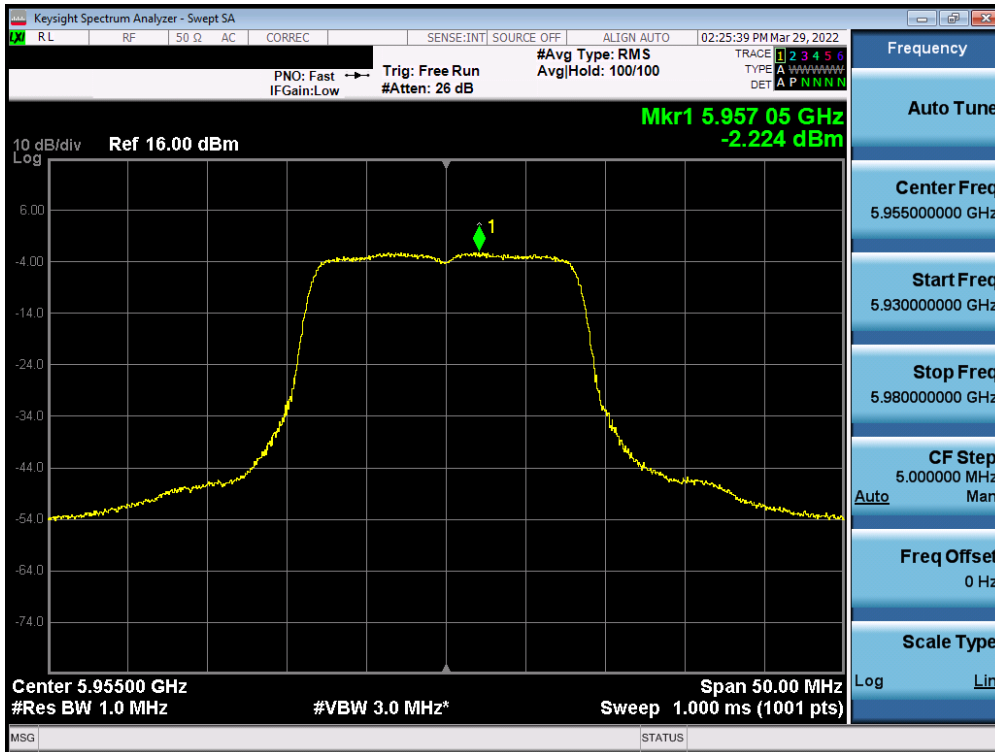 Keysight Spectrum Analyzer - Swept SA
LXI RL RF 50 Ω AC CORREC SENSE:INT SOURCE OFF ALIGN AUTO 02:25:39 PM Mar 29, 2022
Frequency
#Avg Type: RMS
TRACE 1 2 3 4 5 6
PNO: Fast
Trig: Free Run
Avg|Hold: 100/100
TYPE A WWWWW
IFGain:Low
#Atten: 26 dB
DET A P N N N N
Auto Tune
Mkr1 5.957 05 GHz
-2.224 dBm
10 dB/div
Log
Ref 16.00 dBm
Center Freq
5.955000000 GHz
6.00
1
-4.00
Start Freq
5.930000000 GHz
-14.0
-24.0
Stop Freq
5.980000000 GHz
-34.0
-44.0
CF Step
5.000000 MHz
Auto Man
-54.0
Freq Offset
0 Hz
-64.0
-74.0
Scale Type
Log Lin
Center 5.95500 GHz
Span 50.00 MHz
#Res BW 1.0 MHz
#VBW 3.0 MHz*
Sweep 1.000 ms (1001 pts)
MSG
STATUS